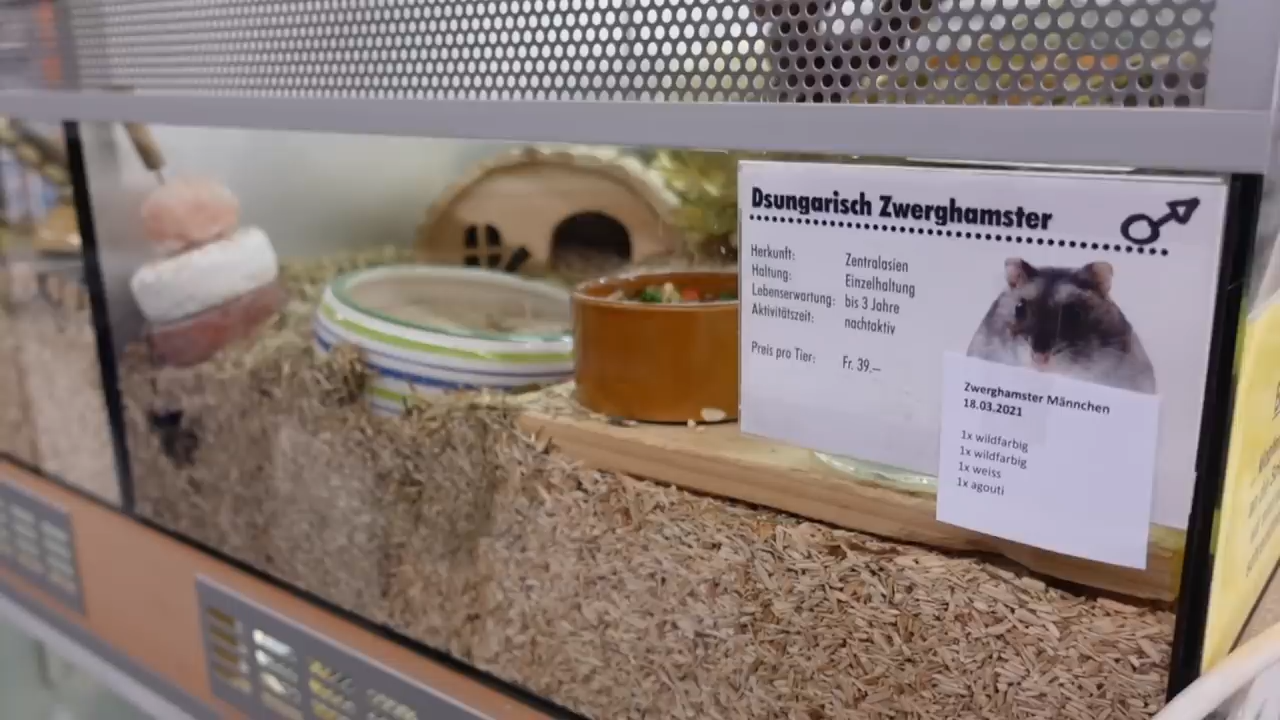 Dsungarisch Zwerghamster
Herkunft: Zentralasien
Haltung: Einzelhaltung
Lebenserwartung: bis 3 Jahre
Aktivitätszeit: nachtaktiv
Preis pro Tier: Fr. 39.–
Zwerghamster Männchen
18.03.2021
1x wildfarbig
1x wildfarbig
1x weiss
1x agouti